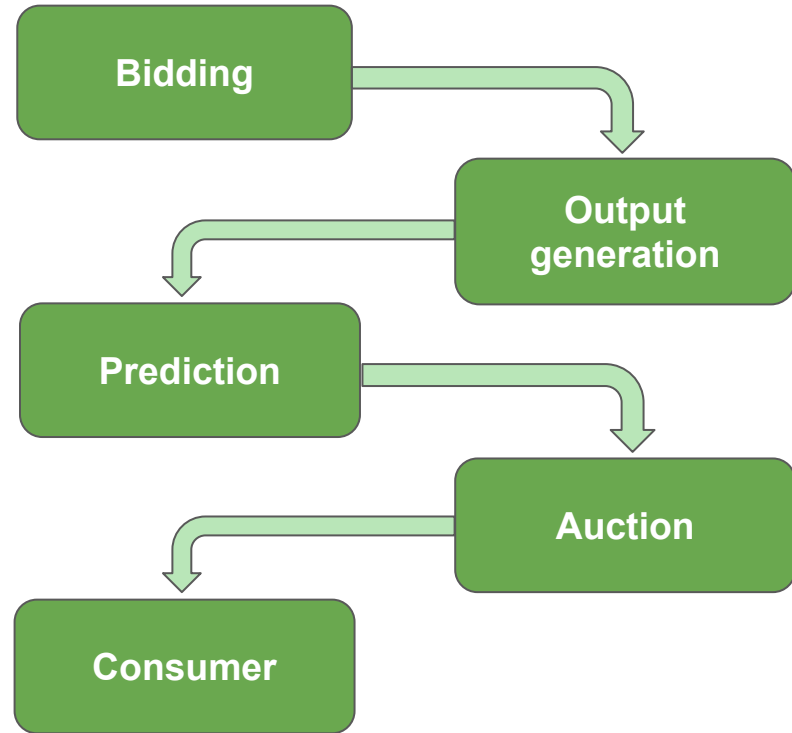 Bidding
Output
generation
Prediction
Auction
Consumer